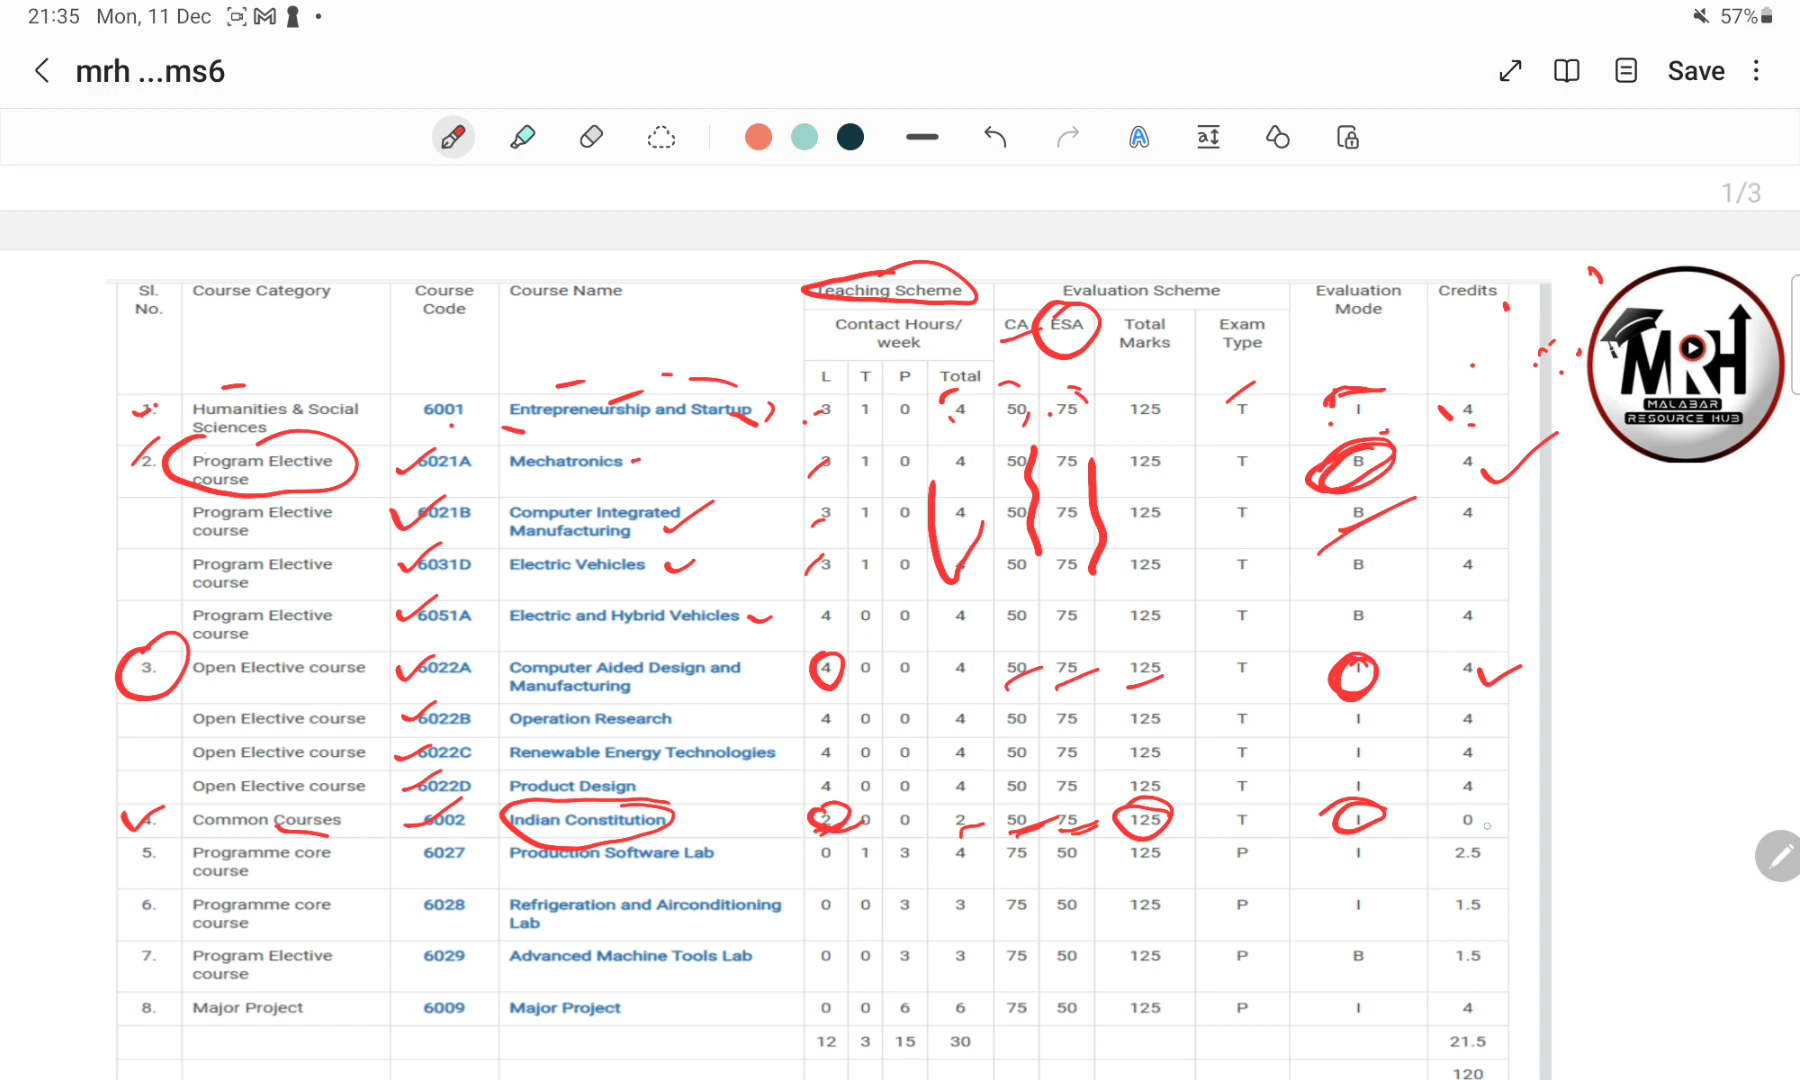 21:35 Mon, 11 Dec
57%
mrh ...ms6
Save
1/3
Sl. No. Course Category Course Code Course Name Teaching Scheme Evaluation Scheme Evaluation Mode Credits
Contact Hours/ week CA ESA Total Marks Exam Type
L T P Total
1. Humanities & Social Sciences 6001 Entrepreneurship and Startup 3 1 0 4 50 75 125 T I 4
2. Program Elective course 6021A Mechatronics 3 1 0 4 50 75 125 T B 4
Program Elective course 6021B Computer Integrated Manufacturing 3 1 0 4 50 75 125 T B 4
Program Elective course 6031D Electric Vehicles 3 1 0 4 50 75 125 T B 4
Program Elective course 6051A Electric and Hybrid Vehicles 4 0 0 4 50 75 125 T B 4
3. Open Elective course 6022A Computer Aided Design and Manufacturing 4 0 0 4 50 75 125 T I 4
Open Elective course 6022B Operation Research 4 0 0 4 50 75 125 T I 4
Open Elective course 6022C Renewable Energy Technologies 4 0 0 4 50 75 125 T I 4
Open Elective course 6022D Product Design 4 0 0 4 50 75 125 T I 4
4. Common Courses 6002 Indian Constitution 2 0 0 2 50 75 125 T I 0
5. Programme core course 6027 Production Software Lab 0 1 3 4 75 50 125 P I 2.5
6. Programme core course 6028 Refrigeration and Airconditioning Lab 0 0 3 3 75 50 125 P I 1.5
7. Program Elective course 6029 Advanced Machine Tools Lab 0 0 3 3 75 50 125 P B 1.5
8. Major Project 6009 Major Project 0 0 6 6 75 50 125 P I 4
12 3 15 30 21.5
120
MRH
MALABAR
RESOURCE HUB